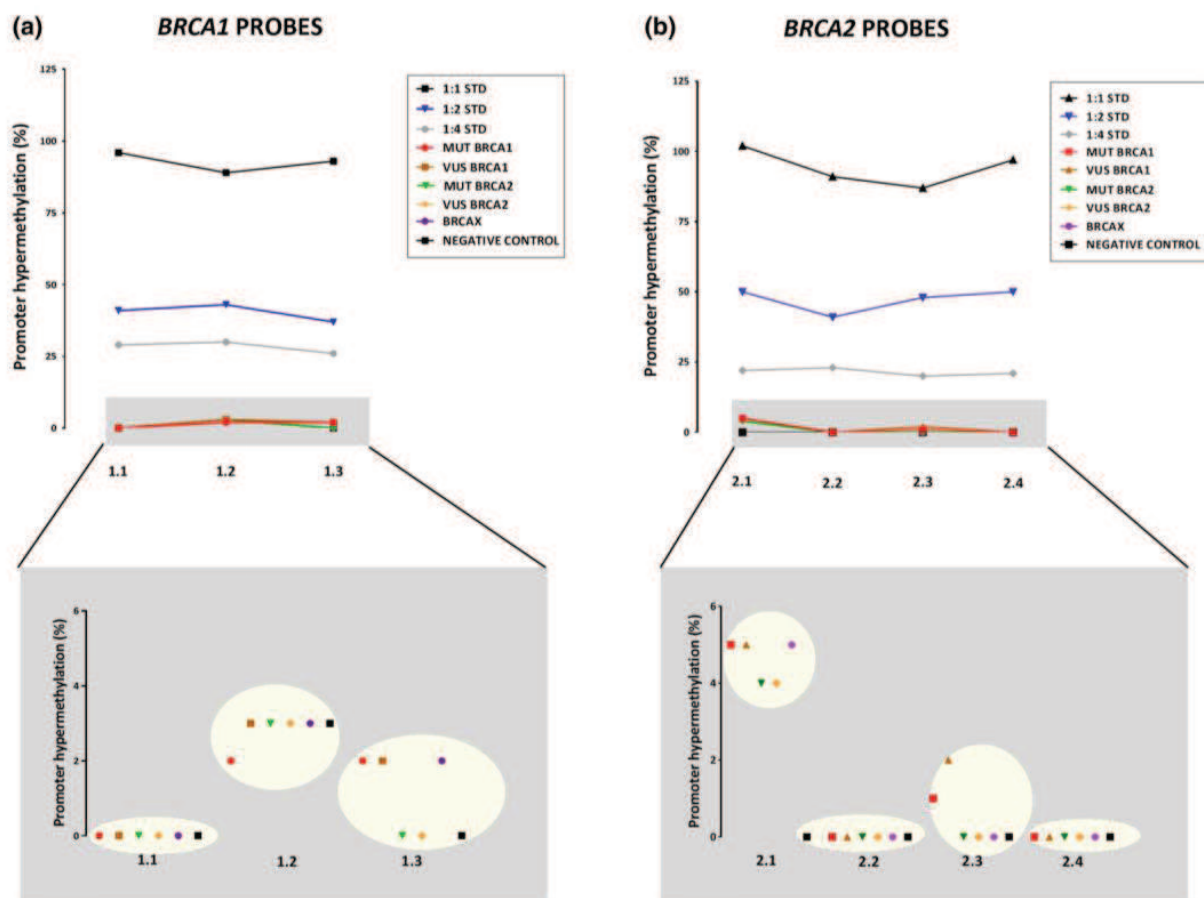 (a)
BRCA1 PROBES
Promoter hypermethylation (%)
125
100
75
50
25
0
1:1 STD
1:2 STD
1:4 STD
MUT BRCA1
VUS BRCA1
MUT BRCA2
VUS BRCA2
BRCAX
NEGATIVE CONTROL
1.1 1.2 1.3
Promoter hypermethylation (%)
6
4
2
0
1.1 1.2 1.3
(b)
BRCA2 PROBES
Promoter hypermethylation (%)
125
100
75
50
25
0
1:1 STD
1:2 STD
1:4 STD
MUT BRCA1
VUS BRCA1
MUT BRCA2
VUS BRCA2
BRCAX
NEGATIVE CONTROL
2.1 2.2 2.3 2.4
Promoter hypermethylation (%)
6
4
2
0
2.1 2.2 2.3 2.4